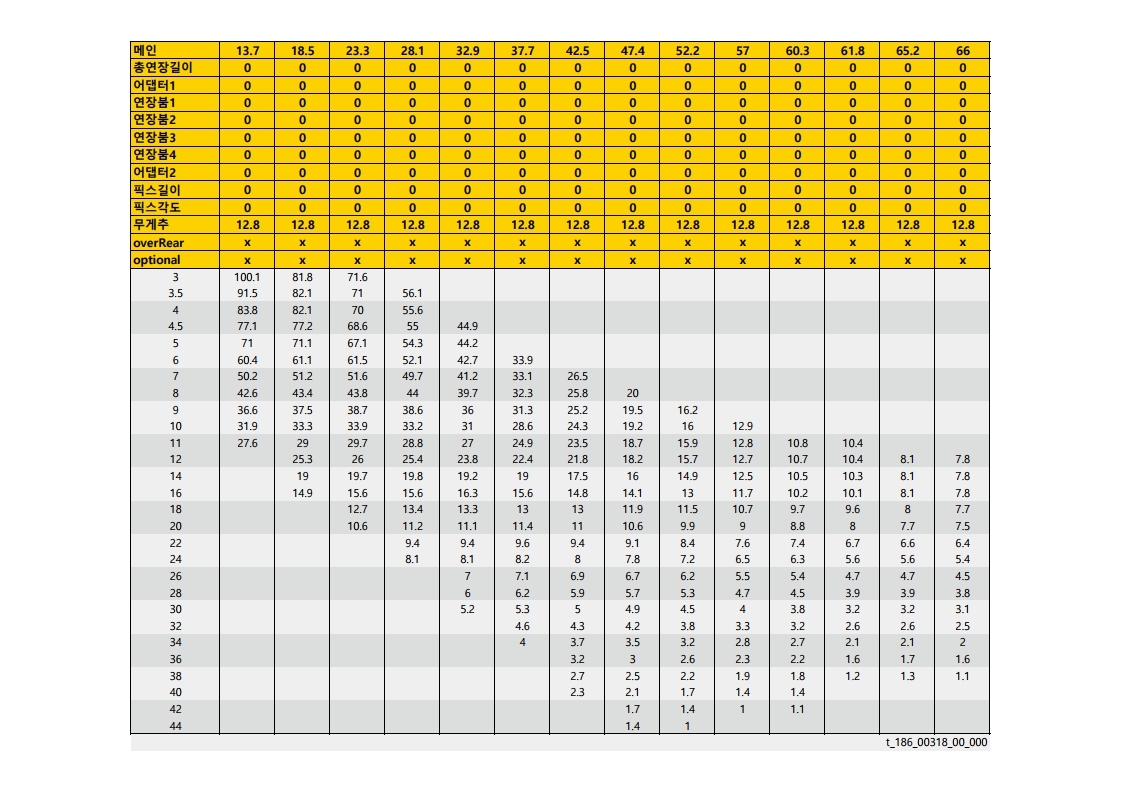 메인 13.7 18.5 23.3 28.1 32.9 37.7 42.5 47.4 52.2 57 60.3 61.8 65.2 66
총연장길이 0 0 0 0 0 0 0 0 0 0 0 0 0 0
어댑터1 0 0 0 0 0 0 0 0 0 0 0 0 0 0
연장붐1 0 0 0 0 0 0 0 0 0 0 0 0 0 0
연장붐2 0 0 0 0 0 0 0 0 0 0 0 0 0 0
연장붐3 0 0 0 0 0 0 0 0 0 0 0 0 0 0
연장붐4 0 0 0 0 0 0 0 0 0 0 0 0 0 0
어댑터2 0 0 0 0 0 0 0 0 0 0 0 0 0 0
픽스길이 0 0 0 0 0 0 0 0 0 0 0 0 0 0
픽스각도 0 0 0 0 0 0 0 0 0 0 0 0 0 0
무게추 12.8 12.8 12.8 12.8 12.8 12.8 12.8 12.8 12.8 12.8 12.8 12.8 12.8 12.8
overRear x x x x x x x x x x x x x x
optional x x x x x x x x x x x x x x
3 100.1 81.8 71.6
3.5 91.5 82.1 71 56.1
4 83.8 82.1 70 55.6
4.5 77.1 77.2 68.6 55 44.9
5 71 71.1 67.1 54.3 44.2
6 60.4 61.1 61.5 52.1 42.7 33.9
7 50.2 51.2 51.6 49.7 41.2 33.1 26.5
8 42.6 43.4 43.8 44 39.7 32.3 25.8 20
9 36.6 37.5 38.7 38.6 36 31.3 25.2 19.5 16.2
10 31.9 33.3 33.9 33.2 31 28.6 24.3 19.2 16 12.9
11 27.6 29 29.7 28.8 27 24.9 23.5 18.7 15.9 12.8 10.8 10.4
12 25.3 26 25.4 23.8 22.4 21.8 18.2 15.7 12.7 10.7 10.4 8.1 7.8
14 19 19.7 19.8 19.2 19 17.5 16 14.9 12.5 10.5 10.3 8.1 7.8
16 14.9 15.6 15.6 16.3 15.6 14.8 14.1 13 11.7 10.2 10.1 8.1 7.8
18 12.7 13.4 13.3 13 13 11.9 11.5 10.7 9.7 9.6 8 7.7
20 10.6 11.2 11.1 11.4 11 10.6 9.9 9 8.8 8 7.7 7.5
22 9.4 9.4 9.6 9.4 9.1 8.4 7.6 7.4 6.7 6.6 6.4
24 8.1 8.1 8.2 8 7.8 7.2 6.5 6.3 5.6 5.6 5.4
26 7 7.1 6.9 6.7 6.2 5.5 5.4 4.7 4.7 4.5
28 6 6.2 5.9 5.7 5.3 4.7 4.5 3.9 3.9 3.8
30 5.2 5.3 5 4.9 4.5 4 3.8 3.2 3.2 3.1
32 4.6 4.3 4.2 3.8 3.3 3.2 2.6 2.6 2.5
34 4 3.7 3.5 3.2 2.8 2.7 2.1 2.1 2
36 3.2 3 2.6 2.3 2.2 1.6 1.7 1.6
38 2.7 2.5 2.2 1.9 1.8 1.2 1.3 1.1
40 2.3 2.1 1.7 1.4 1.4
42 1.7 1.4 1 1.1
44 1.4 1
t_186_00318_00_000